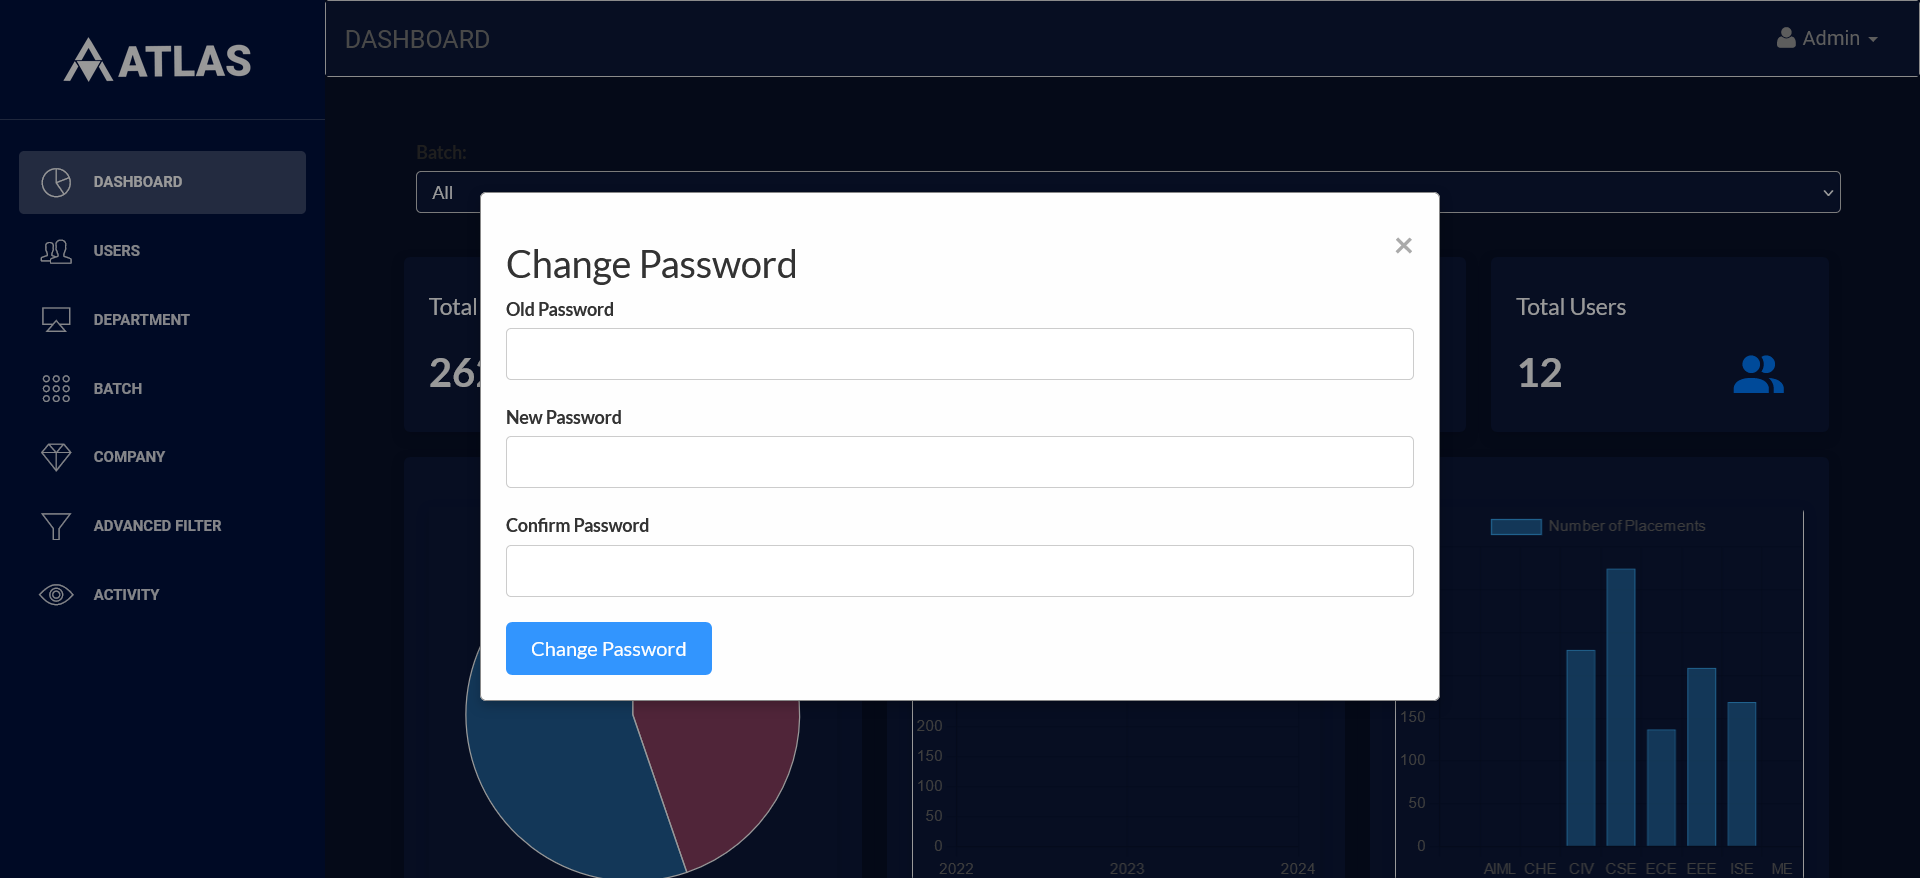 ATLAS
DASHBOARD
Admin
DASHBOARD
USERS
DEPARTMENT
BATCH
COMPANY
ADVANCED FILTER
ACTIVITY
Batch:
All
Total
Total Users
12
Change Password
×
Old Password
New Password
Confirm Password
Change Password
Number of Placements
200
150
100
50
0
2022 2023 2024
150
100
50
0
AIML CHE CIV CSE ECE EEE ISE ME